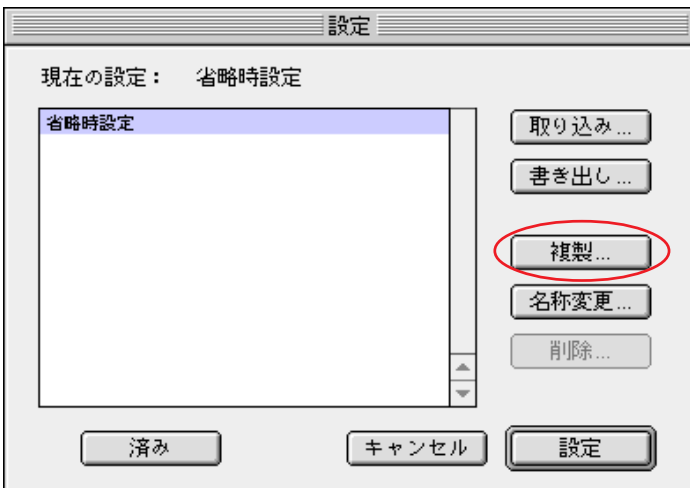 設定
現在の設定： 省略時設定
省略時設定
取り込み...
書き出し...
複製...
名称変更...
削除...
済み
キャンセル
設定